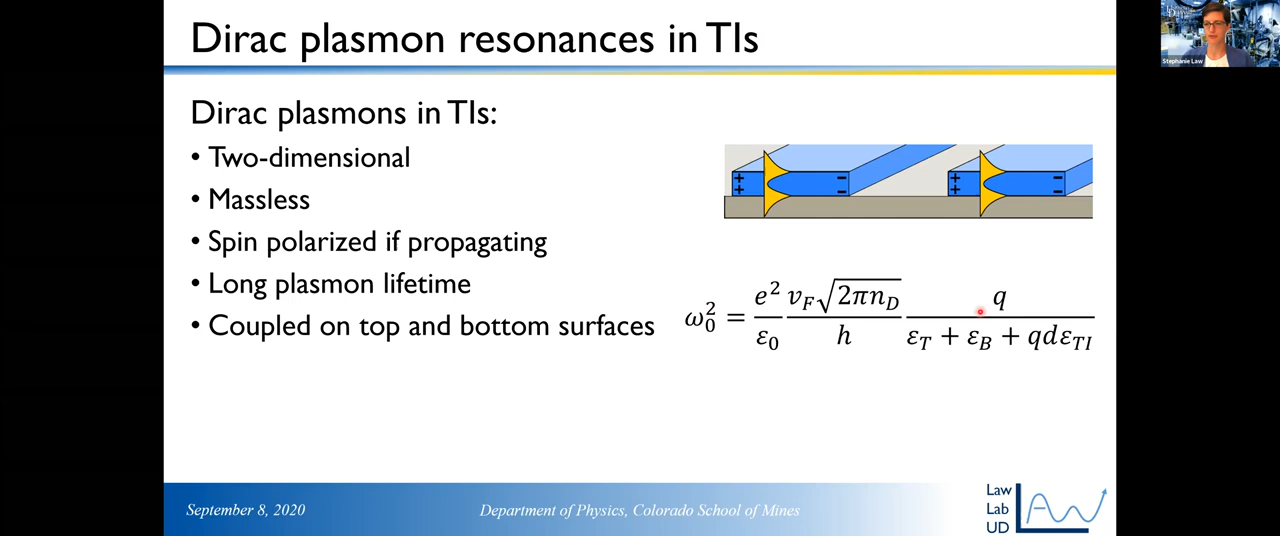 Dirac plasmon resonances in TIs
Stephanie Law
Dirac plasmons in TIs:
• Two-dimensional
• Massless
• Spin polarized if propagating
• Long plasmon lifetime
• Coupled on top and bottom surfaces
+ + − − + + − −
ω₀² = e²/ε₀ v_F√(2πn_D)/h q/(ε_T + ε_B + qdε_TI)
September 8, 2020
Department of Physics, Colorado School of Mines
Law
Lab
UD